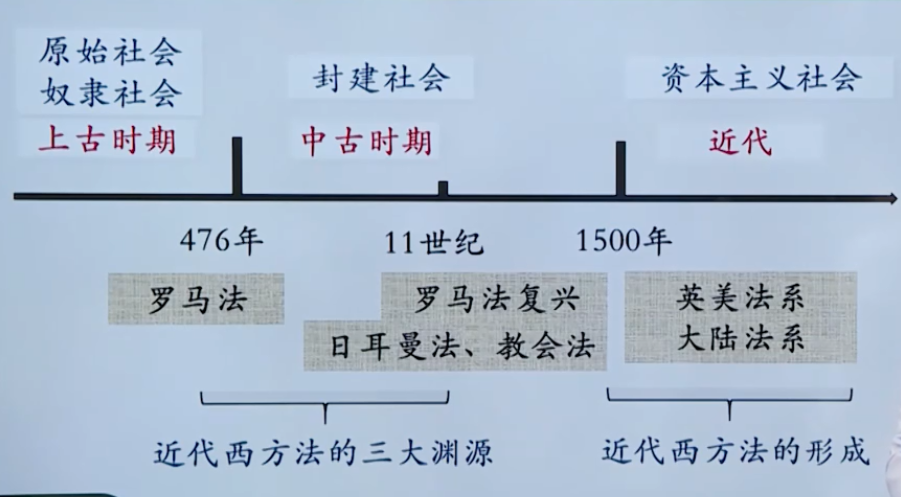 原始社会
奴隶社会
封建社会
资本主义社会
上古时期
中古时期
近代
476年
11世纪
1500年
罗马法
罗马法复兴
日耳曼法、教会法
英美法系
大陆法系
近代西方法的三大渊源
近代西方法的形成